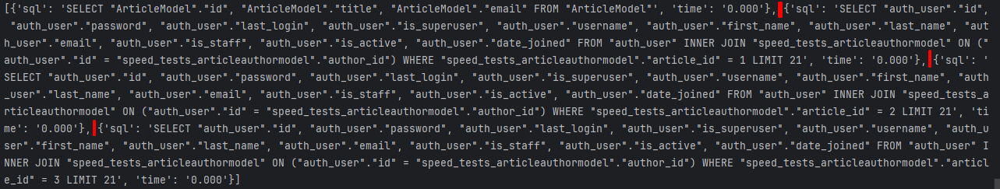 [{'sql': 'SELECT "ArticleModel"."id", "ArticleModel"."title", "ArticleModel"."email" FROM "ArticleModel"', 'time': '0.000'}, {'sql': 'SELECT "auth_user"."id",
"auth_user"."password", "auth_user"."last_login", "auth_user"."is_superuser", "auth_user"."username", "auth_user"."first_name", "auth_user"."last_name", "aut
h_user"."email", "auth_user"."is_staff", "auth_user"."is_active", "auth_user"."date_joined" FROM "auth_user" INNER JOIN "speed_tests_articleauthormodel" ON ("
auth_user"."id" = "speed_tests_articleauthormodel"."author_id") WHERE "speed_tests_articleauthormodel"."article_id" = 1 LIMIT 21', 'time': '0.000'}, {'sql': '
SELECT "auth_user"."id", "auth_user"."password", "auth_user"."last_login", "auth_user"."is_superuser", "auth_user"."username", "auth_user"."first_name", "auth
_user"."last_name", "auth_user"."email", "auth_user"."is_staff", "auth_user"."is_active", "auth_user"."date_joined" FROM "auth_user" INNER JOIN "speed_tests_a
rticleauthormodel" ON ("auth_user"."id" = "speed_tests_articleauthormodel"."author_id") WHERE "speed_tests_articleauthormodel"."article_id" = 2 LIMIT 21', 'ti
me': '0.000'}, {'sql': 'SELECT "auth_user"."id", "auth_user"."password", "auth_user"."last_login", "auth_user"."is_superuser", "auth_user"."username", "auth_u
ser"."first_name", "auth_user"."last_name", "auth_user"."email", "auth_user"."is_staff", "auth_user"."is_active", "auth_user"."date_joined" FROM "auth_user" I
NNER JOIN "speed_tests_articleauthormodel" ON ("auth_user"."id" = "speed_tests_articleauthormodel"."author_id") WHERE "speed_tests_articleauthormodel"."articl
e_id" = 3 LIMIT 21', 'time': '0.000'}]